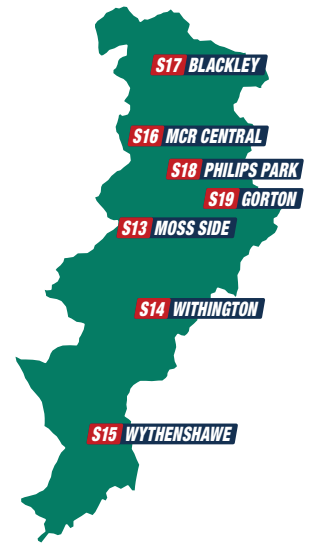 S17 BLACKLEY
S16 MCR CENTRAL
S18 PHILIPS PARK
S19 GORTON
S13 MOSS SIDE
S14 WITHINGTON
S15 WYTHENSHAWE